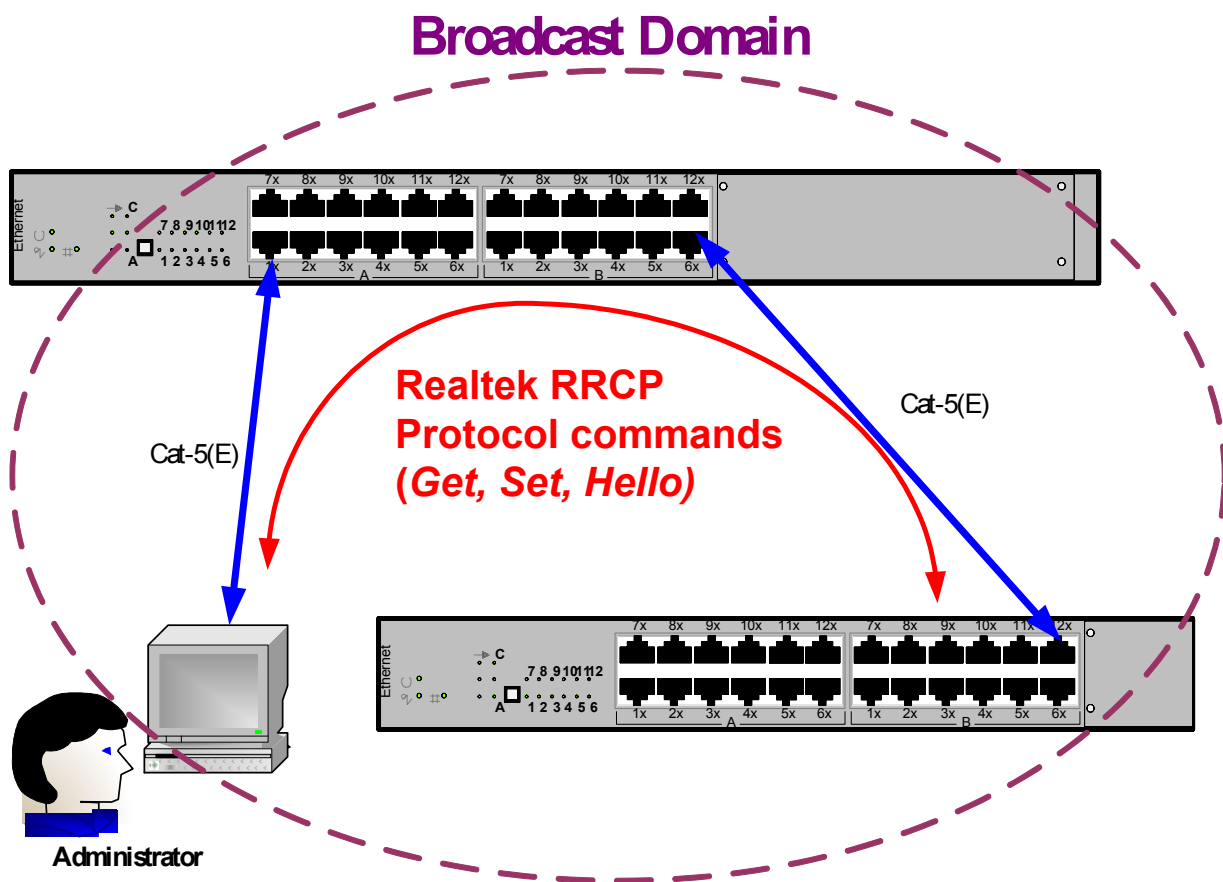 Broadcast Domain
7x 8x 9x 10x 11x 12x 7x 8x 9x 10x 11x 12x
Ethernet
C
7 8 9 10 11 12
A 1 2 3 4 5 6
1x 2x 3x 4x 5x 6x 1x 2x 3x 4x 5x 6x
A B
Realtek RRCP
Protocol commands
(Get, Set, Hello)
Cat-5(E)
Cat-5(E)
7x 8x 9x 10x 11x 12x 7x 8x 9x 10x 11x 12x
Ethernet
C
7 8 9 10 11 12
A 1 2 3 4 5 6
1x 2x 3x 4x 5x 6x 1x 2x 3x 4x 5x 6x
A B
Administrator